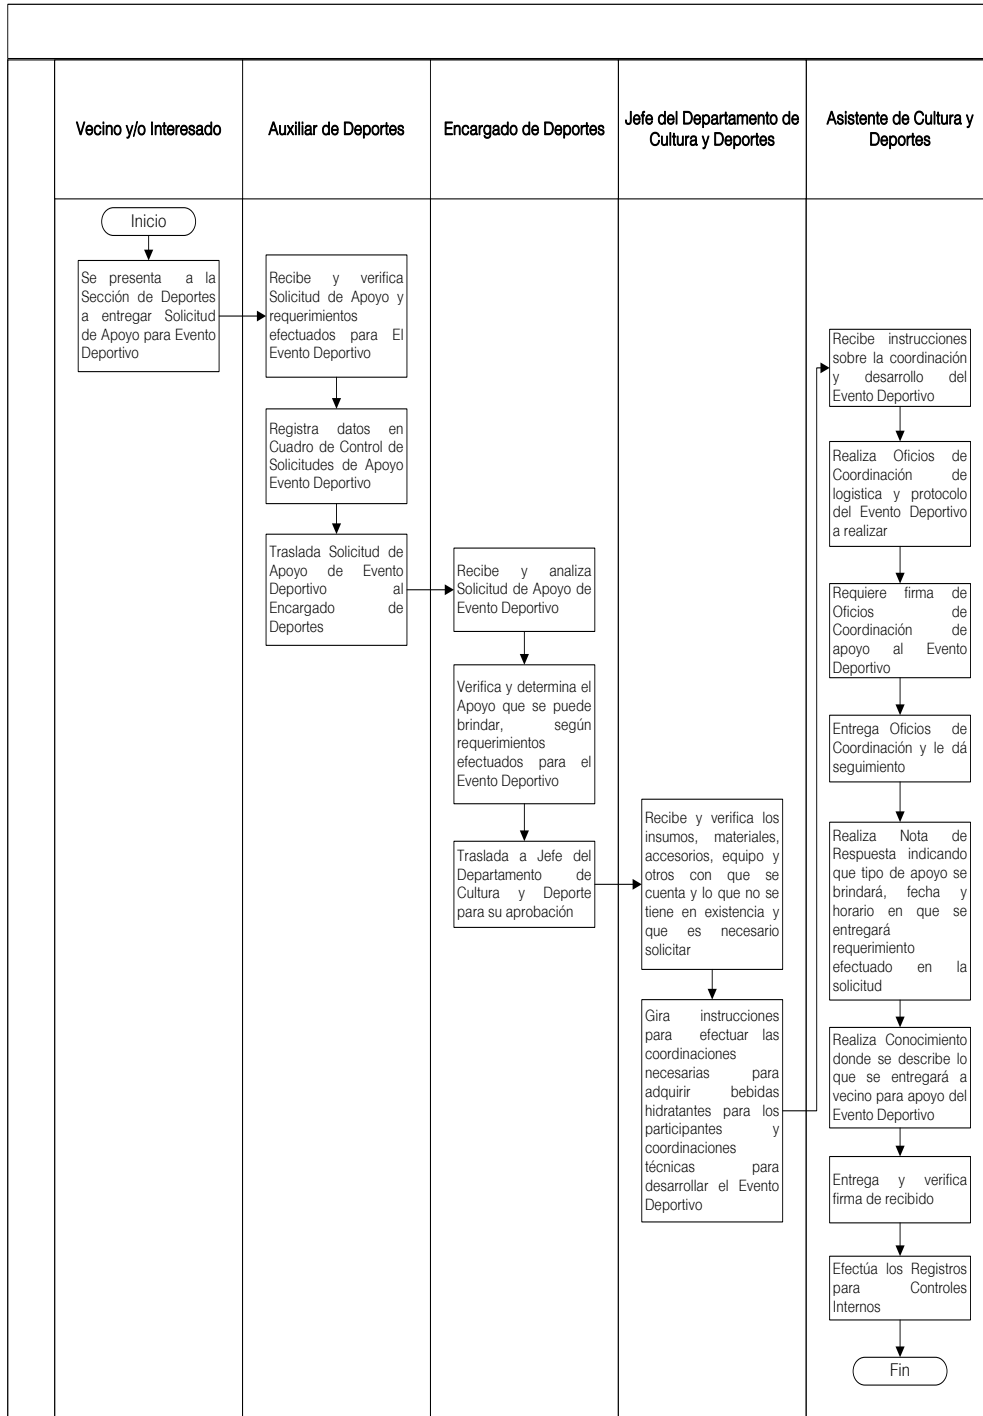 Vecino y/o Interesado
Auxiliar de Deportes
Encargado de Deportes
Jefe del Departamento de
Cultura y Deportes
Asistente de Cultura y
Deportes
Inicio
Se presenta a la
Sección de Deportes
a entregar Solicitud
de Apoyo para Evento
Deportivo
Recibe y verifica
Solicitud de Apoyo y
requerimientos
efectuados para El
Evento Deportivo
Registra datos en
Cuadro de Control de
Solicitudes de Apoyo
Evento Deportivo
Traslada Solicitud de
Apoyo de Evento
Deportivo al
Encargado de
Deportes
Recibe y analiza
Solicitud de Apoyo de
Evento Deportivo
Verifica y determina el
Apoyo que se puede
brindar, según
requerimientos
efectuados para el
Evento Deportivo
Traslada a Jefe del
Departamento de
Cultura y Deporte
para su aprobación
Recibe y verifica los
insumos, materiales,
accesorios, equipo y
otros con que se
cuenta y lo que no se
tiene en existencia y
que es necesario
solicitar
Gira instrucciones
para efectuar las
coordinaciones
necesarias para
adquirir bebidas
hidratantes para los
participantes y
coordinaciones
técnicas para
desarrollar el Evento
Deportivo
Recibe instrucciones
sobre la coordinación
y desarrollo del
Evento Deportivo
Realiza Oficios de
Coordinación de
logistica y protocolo
del Evento Deportivo
a realizar
Requiere firma de
Oficios de
Coordinación de
apoyo al Evento
Deportivo
Entrega Oficios de
Coordinación y le dá
seguimiento
Realiza Nota de
Respuesta indicando
que tipo de apoyo se
brindará, fecha y
horario en que se
entregará
requerimiento
efectuado en la
solicitud
Realiza Conocimiento
donde se describe lo
que se entregará a
vecino para apoyo del
Evento Deportivo
Entrega y verifica
firma de recibido
Efectúa los Registros
para Controles
Internos
Fin